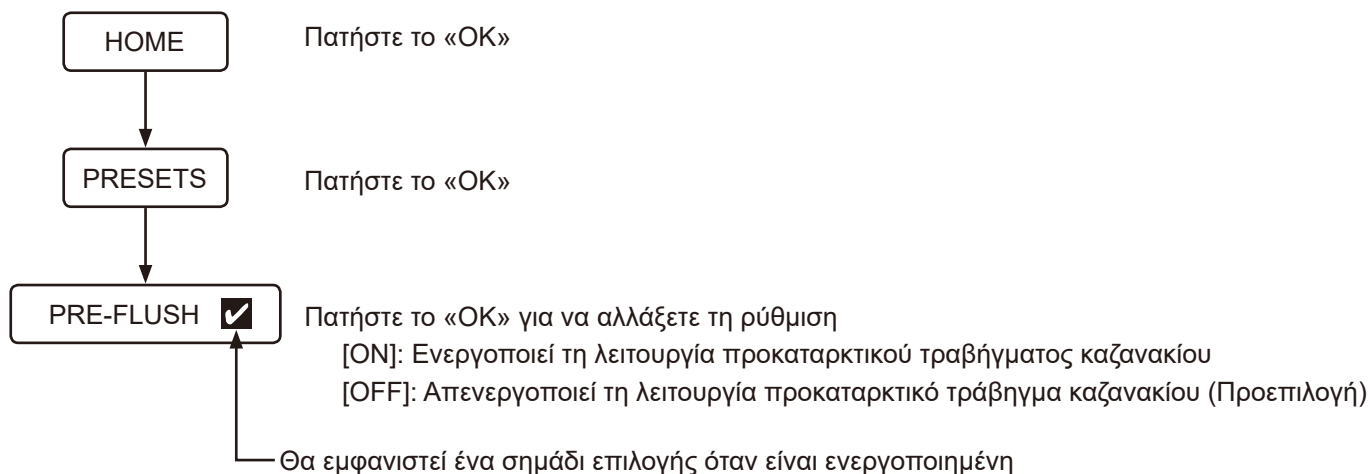 HOME Πατήστε το «OK»
PRESETS Πατήστε το «OK»
PRE-FLUSH ✔ Πατήστε το «OK» για να αλλάξετε τη ρύθμιση
[ON]: Ενεργοποιεί τη λειτουργία προκαταρκτικού τραβήγματος καζανακίου
[OFF]: Απενεργοποιεί τη λειτουργία προκαταρκτικό τράβηγμα καζανακίου (Προεπιλογή)
Θα εμφανιστεί ένα σημάδι επιλογής όταν είναι ενεργοποιημένη